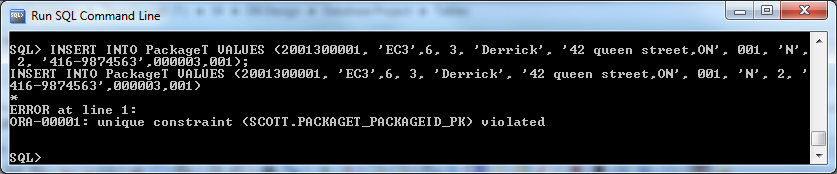 Run SQL Command Line
SQL> INSERT INTO PackageT VALUES (2001300001, 'EC3',6, 3, 'Derrick', '42 queen street,ON', 001, 'N',
2, '416-9874563',000003,001);
INSERT INTO PackageT VALUES (2001300001, 'EC3',6, 3, 'Derrick', '42 queen street,ON', 001, 'N', 2, '
416-9874563',000003,001)
*
ERROR at line 1:
ORA-00001: unique constraint (SCOTT.PACKAGET_PACKAGEID_PK) violated
SQL>